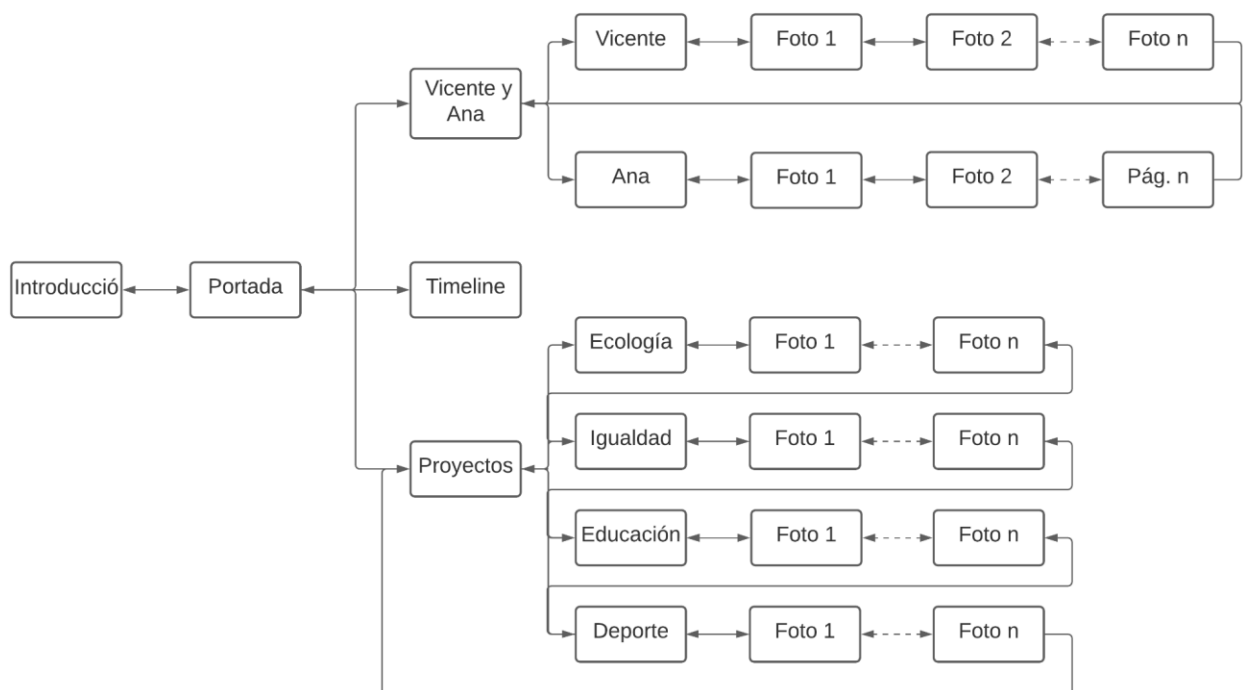 Vicente
Foto 1
Foto 2
Foto n
Vicente y
Ana
Ana
Foto 1
Foto 2
Pág. n
Introducció
Portada
Timeline
Ecología
Foto 1
Foto n
Igualdad
Foto 1
Foto n
Proyectos
Educación
Foto 1
Foto n
Deporte
Foto 1
Foto n